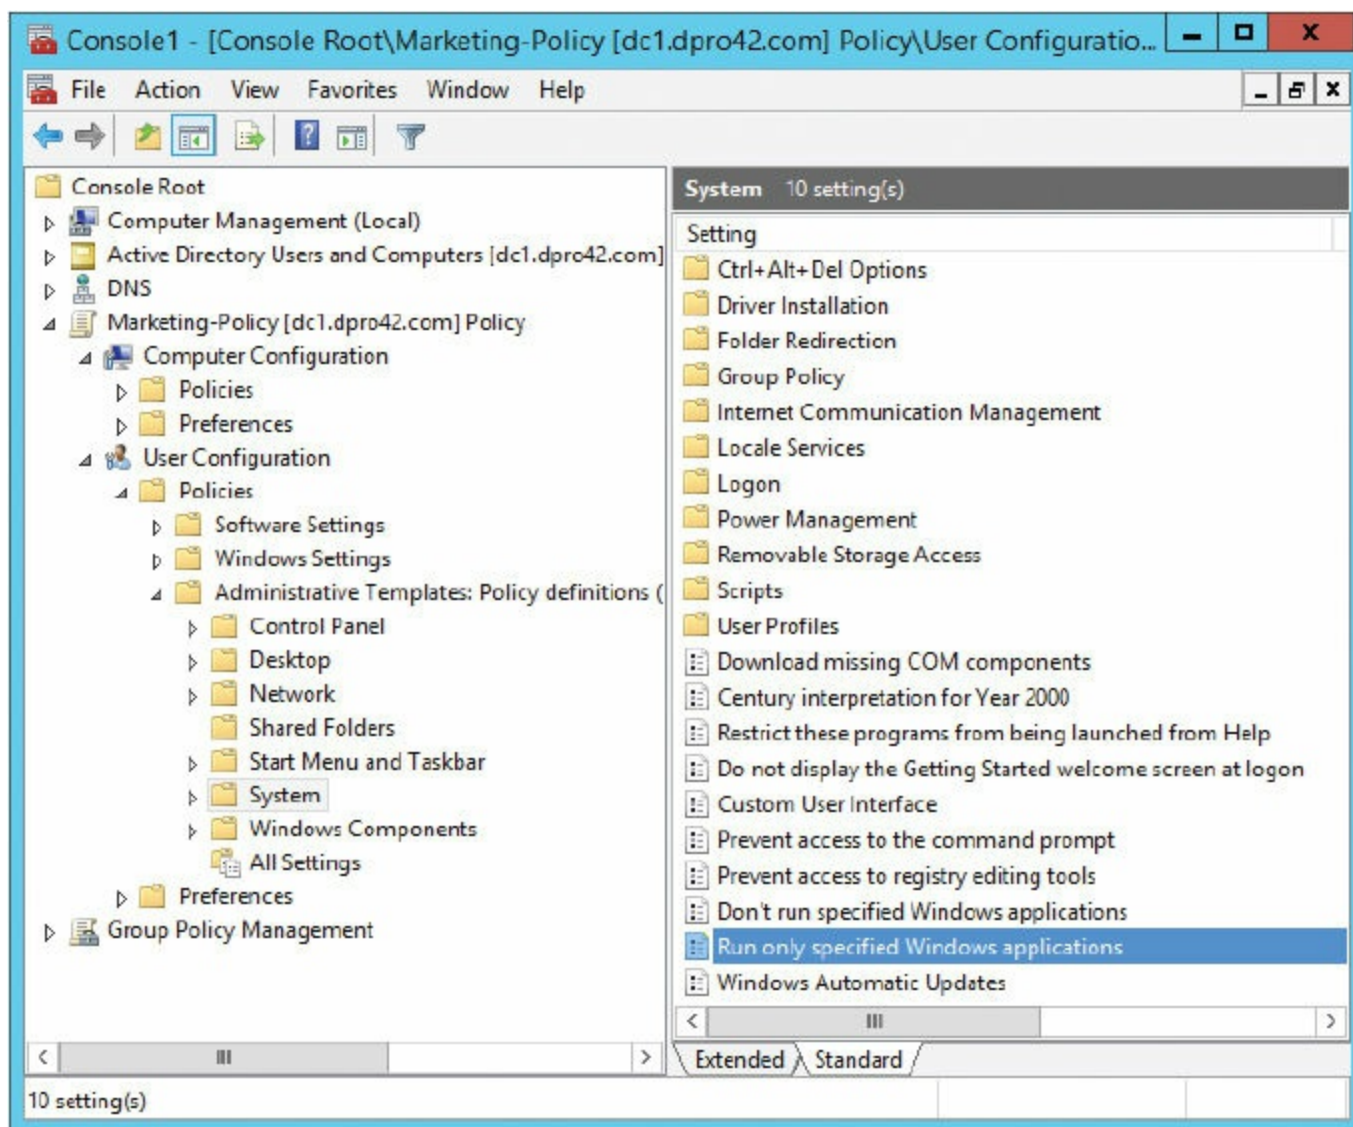 Console1 - [Console Root\Marketing-Policy [dc1.dpro42.com] Policy\User Configuratio...
File Action View Favorites Window Help
Console Root
Computer Management (Local)
Active Directory Users and Computers [dc1.dpro42.com]
DNS
Marketing-Policy [dc1.dpro42.com] Policy
Computer Configuration
Policies
Preferences
User Configuration
Policies
Software Settings
Windows Settings
Administrative Templates: Policy definitions (
Control Panel
Desktop
Network
Shared Folders
Start Menu and Taskbar
System
Windows Components
All Settings
Preferences
Group Policy Management
System 10 setting(s)
Setting
Ctrl+Alt+Del Options
Driver Installation
Folder Redirection
Group Policy
Internet Communication Management
Locale Services
Logon
Power Management
Removable Storage Access
Scripts
User Profiles
Download missing COM components
Century interpretation for Year 2000
Restrict these programs from being launched from Help
Do not display the Getting Started welcome screen at logon
Custom User Interface
Prevent access to the command prompt
Prevent access to registry editing tools
Don't run specified Windows applications
Run only specified Windows applications
Windows Automatic Updates
Extended Standard
10 setting(s)